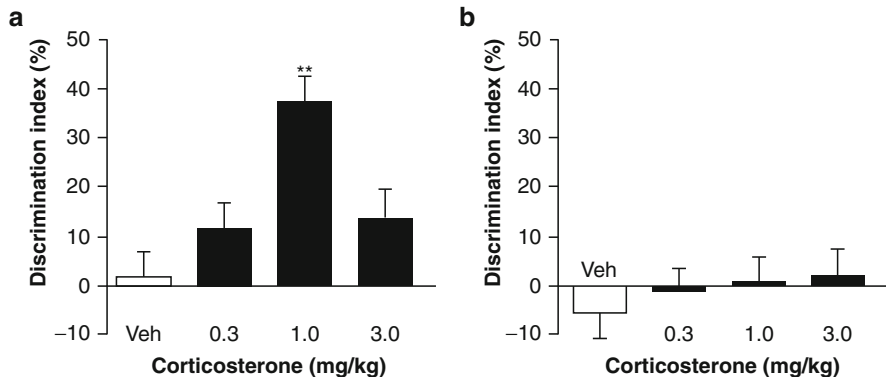 a
Discrimination index (%)
50
40
30
20
10
0
–10
**
Veh 0.3 1.0 3.0
Corticosterone (mg/kg)
b
Discrimination index (%)
50
40
30
20
10
0
–10
Veh
0.3 1.0 3.0
Corticosterone (mg/kg)